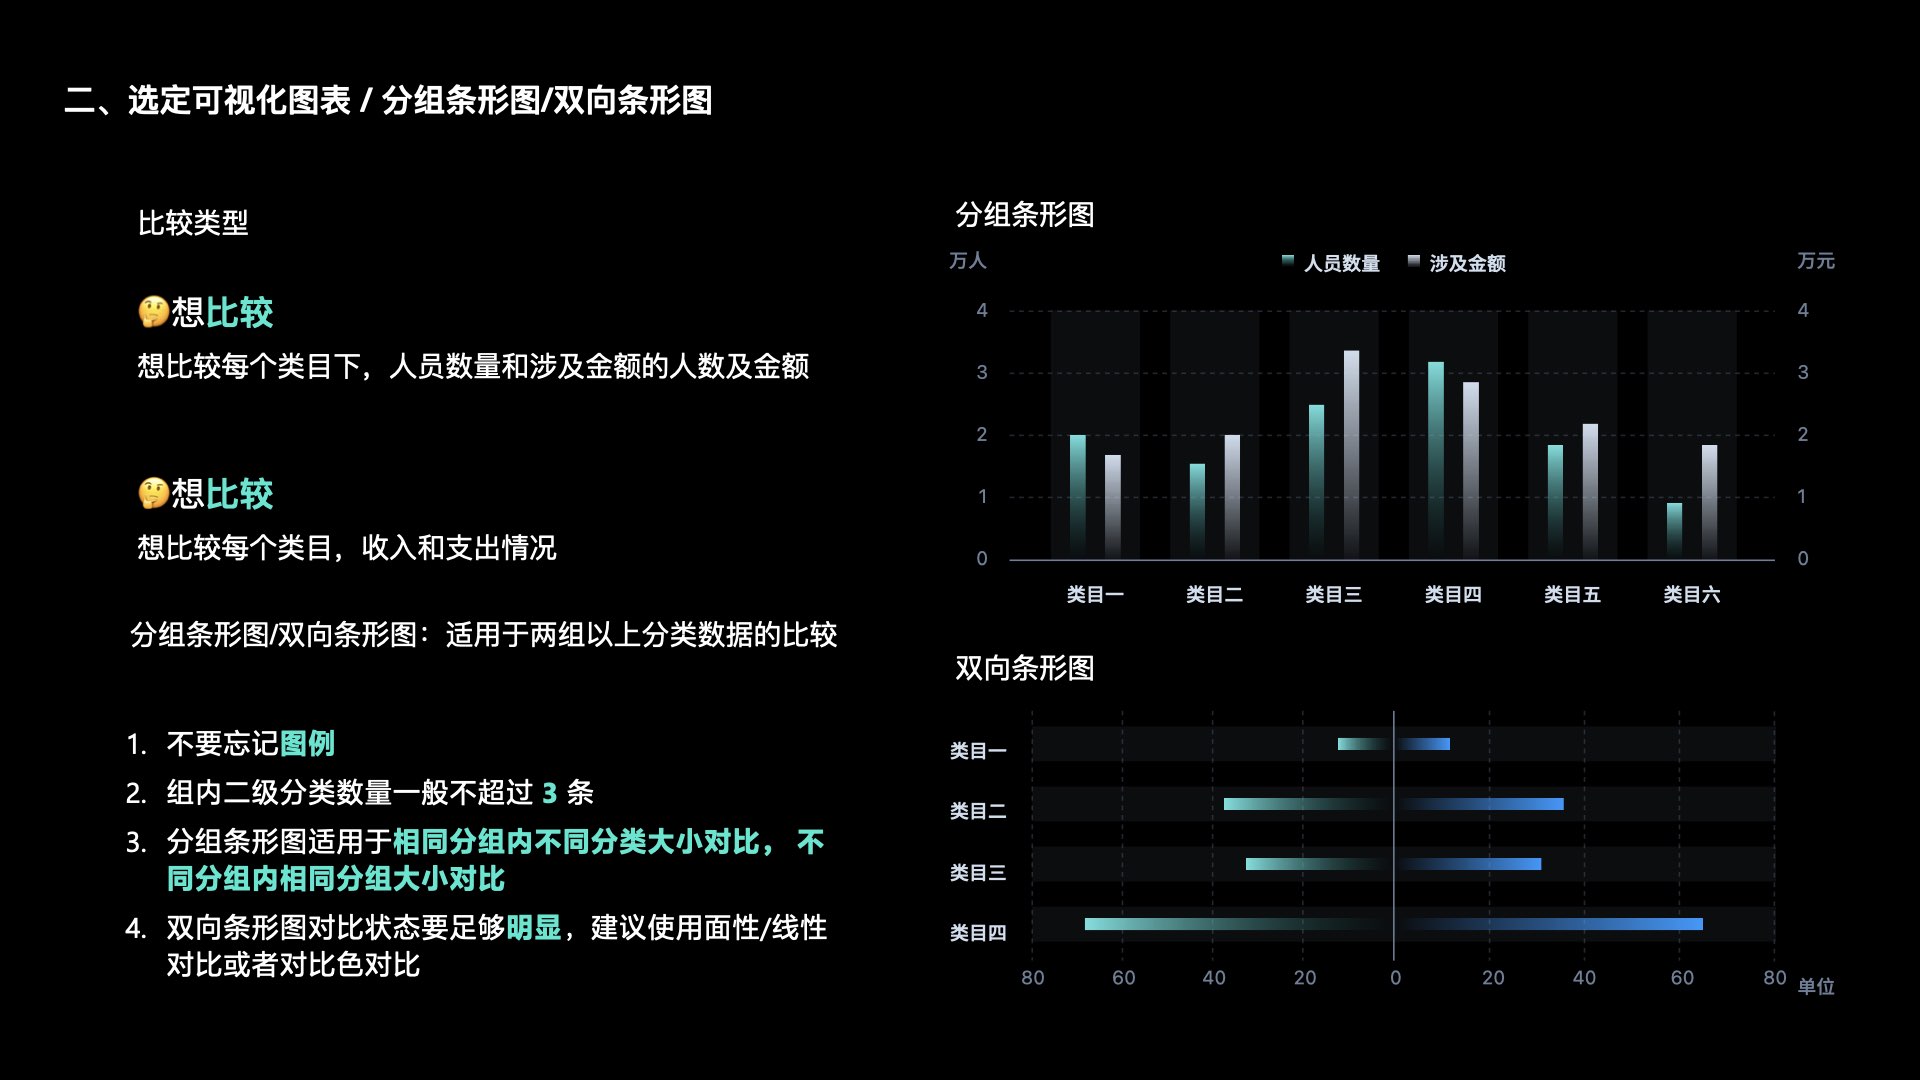 二、选定可视化图表 / 分组条形图/双向条形图
比较类型
🤔想比较
想比较每个类目下，人员数量和涉及金额的人数及金额
🤔想比较
想比较每个类目，收入和支出情况
分组条形图/双向条形图：适用于两组以上分类数据的比较
1. 不要忘记图例
2. 组内二级分类数量一般不超过 3 条
3. 分组条形图适用于相同分组内不同分类大小对比， 不
同分组内相同分组大小对比
4. 双向条形图对比状态要足够明显，建议使用面性/线性
对比或者对比色对比
分组条形图
万人 人员数量 涉及金额 万元
4 4
3 3
2 2
1 1
0 0
类目一 类目二 类目三 类目四 类目五 类目六
双向条形图
类目一
类目二
类目三
类目四
80 60 40 20 0 20 40 60 80 单位